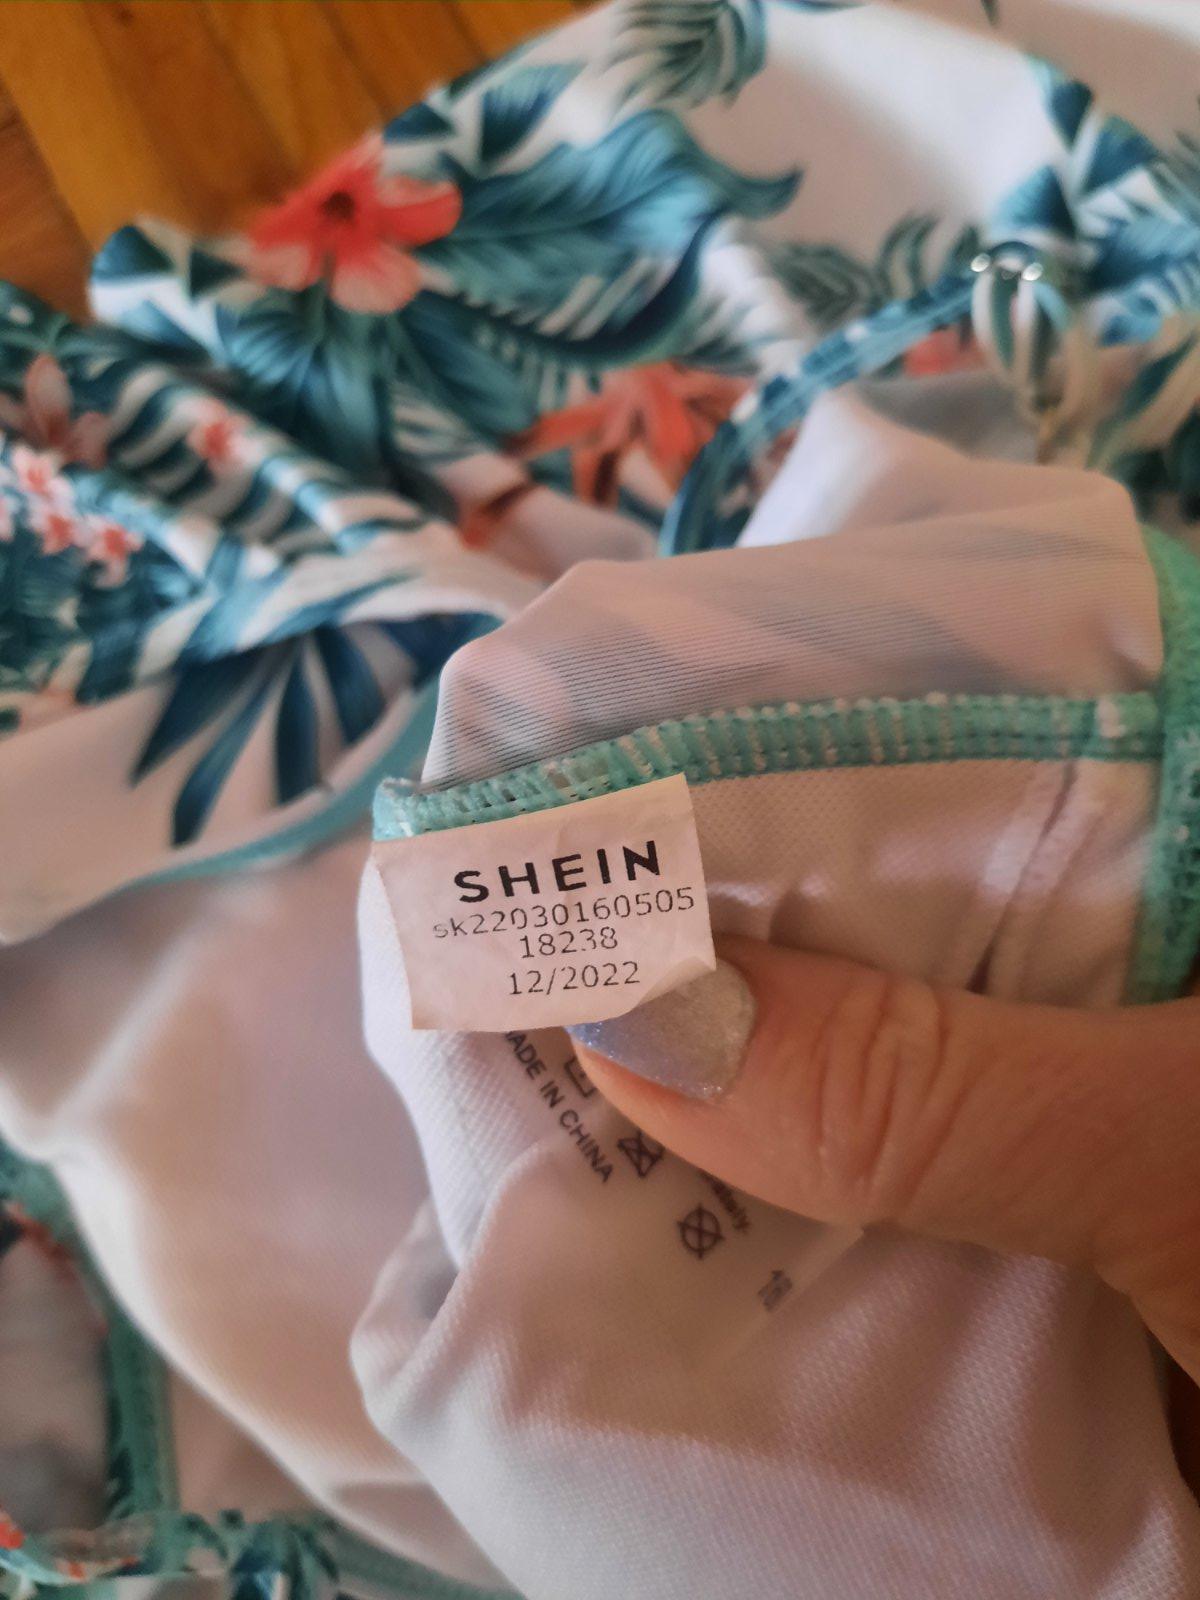 SHEIN
sk22030160505
18238
12/2022
MADE IN CHINA